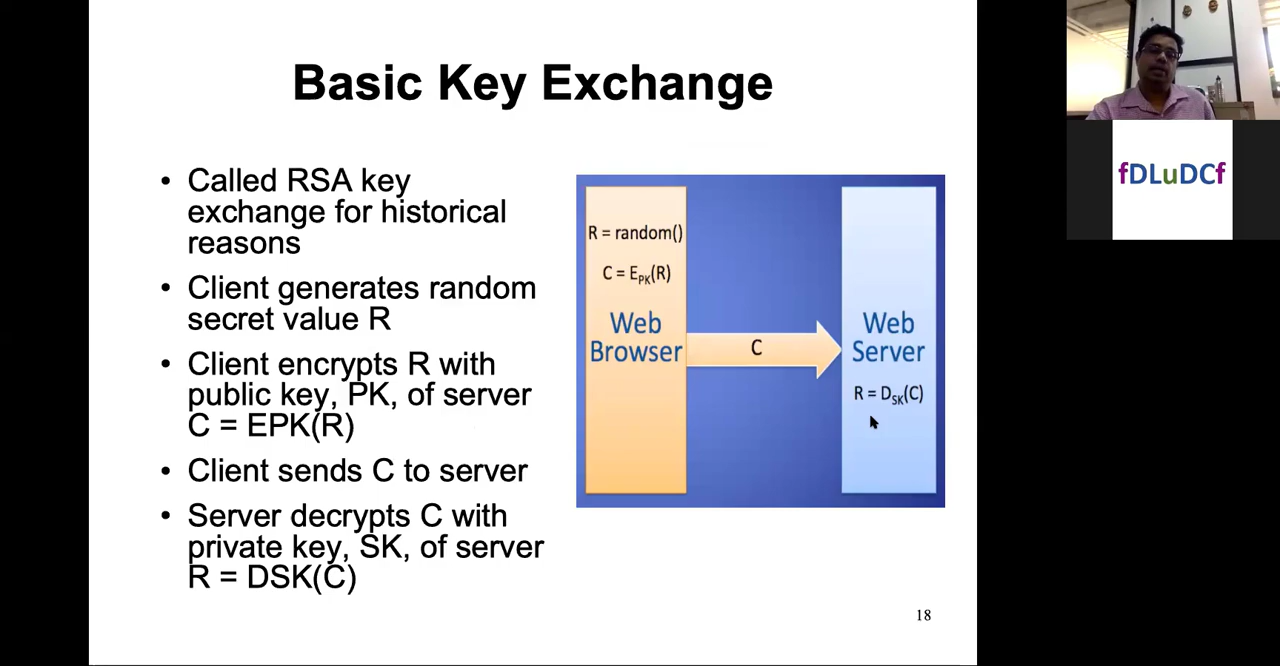 Basic Key Exchange
• Called RSA key
exchange for historical
reasons
• Client generates random
secret value R
• Client encrypts R with
public key, PK, of server
C = EPK(R)
• Client sends C to server
• Server decrypts C with
private key, SK, of server
R = DSK(C)
R = random()
C = EPK(R)
Web
Browser
C
Web
Server
R = DSK(C)
18
fDLuDCf